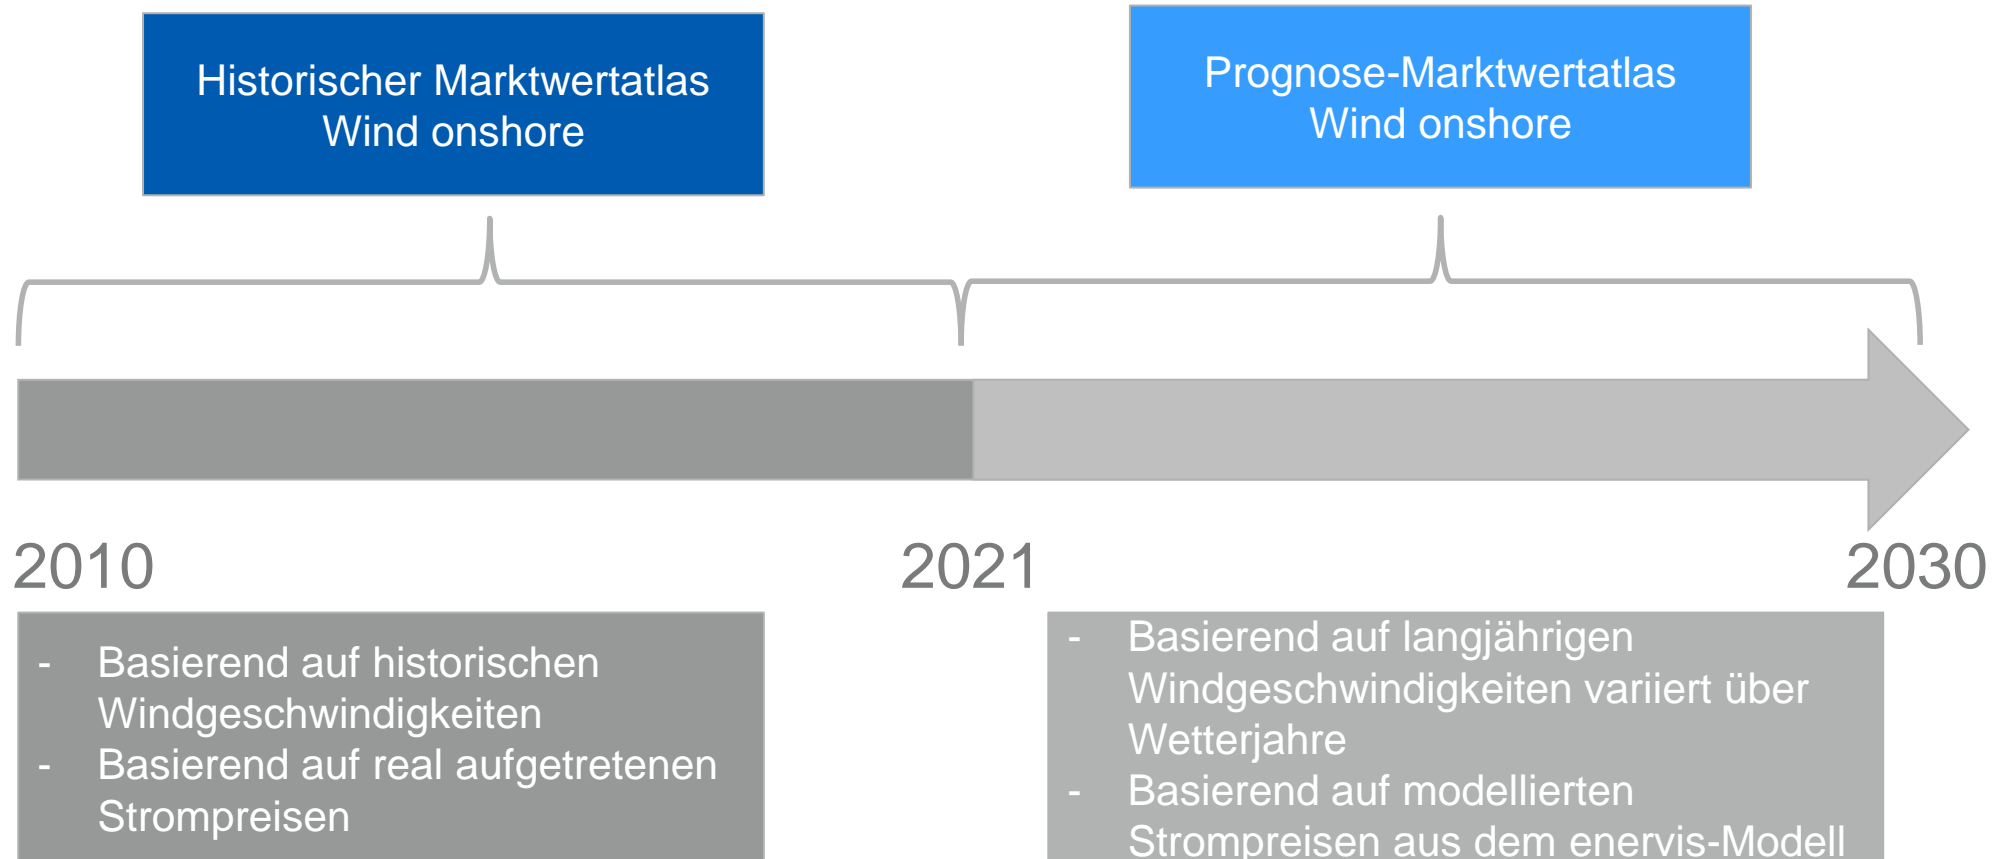 Historischer Marktwertatlas
Wind onshore
Prognose-Marktwertatlas
Wind onshore
2010
2021
2030
- Basierend auf historischen
Windgeschwindigkeiten
- Basierend auf real aufgetretenen
Strompreisen
- Basierend auf langjährigen
Windgeschwindigkeiten variiert über
Wetterjahre
- Basierend auf modellierten
Strompreisen aus dem enervis-Modell